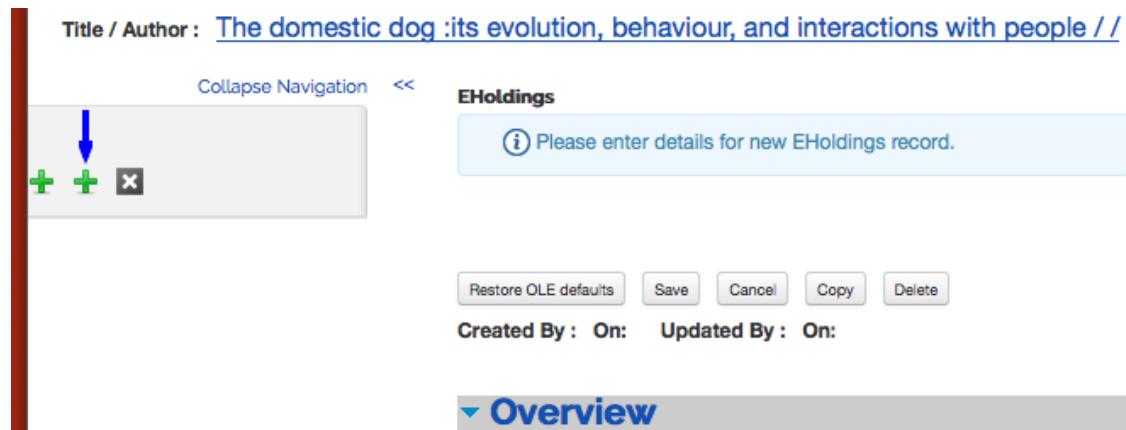 Title / Author : The domestic dog :its evolution, behaviour, and interactions with people / /
Collapse Navigation <<
EHoldings
Please enter details for new EHoldings record.
Restore OLE defaults Save Cancel Copy Delete
Created By : On: Updated By : On:
Overview